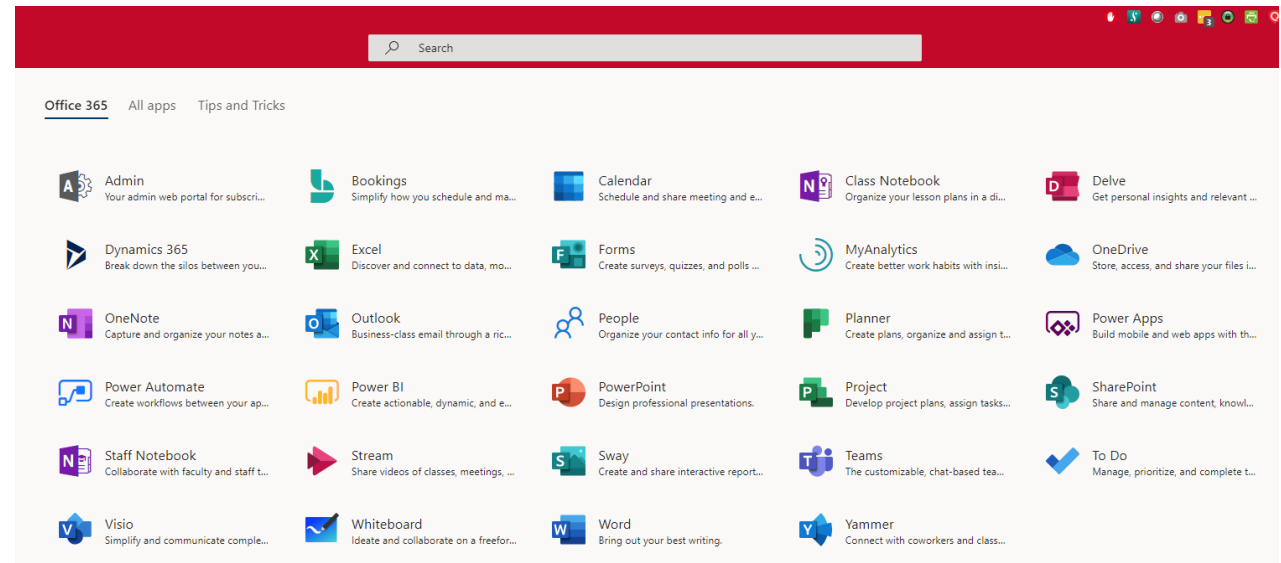 3
Search
Office 365 All apps Tips and Tricks
Admin
Your admin web portal for subscri...
Bookings
Simplify how you schedule and ma...
Calendar
Schedule and share meeting and e...
Class Notebook
Organize your lesson plans in a di...
Delve
Get personal insights and relevant ...
Dynamics 365
Break down the silos between you...
Excel
Discover and connect to data, mo...
Forms
Create surveys, quizzes, and polls ...
MyAnalytics
Create better work habits with insi...
OneDrive
Store, access, and share your files i...
OneNote
Capture and organize your notes a...
Outlook
Business-class email through a ric...
People
Organize your contact info for all y...
Planner
Create plans, organize and assign t...
Power Apps
Build mobile and web apps with th...
Power Automate
Create workflows between your ap...
Power BI
Create actionable, dynamic, and e...
PowerPoint
Design professional presentations.
Project
Develop project plans, assign tasks...
SharePoint
Share and manage content, knowl...
Staff Notebook
Collaborate with faculty and staff t...
Stream
Share videos of classes, meetings, ...
Sway
Create and share interactive report...
Teams
The customizable, chat-based tea...
To Do
Manage, prioritize, and complete t...
Visio
Simplify and communicate comple...
Whiteboard
Ideate and collaborate on a freefor...
Word
Bring out your best writing.
Yammer
Connect with coworkers and class...